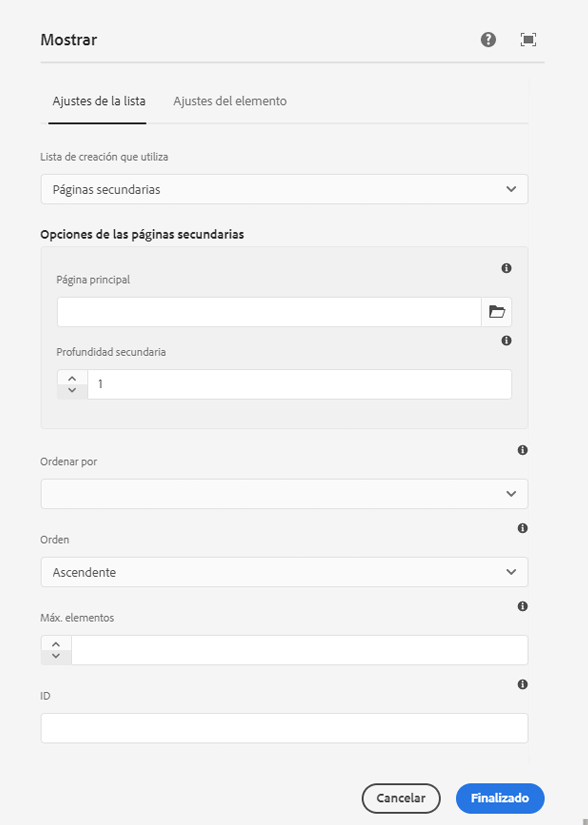 Mostrar
Ajustes de la lista Ajustes del elemento
Lista de creación que utiliza
Páginas secundarias
Opciones de las páginas secundarias
Página principal
Profundidad secundaria
1
Ordenar por
Orden
Ascendente
Máx. elementos
ID
Cancelar Finalizado